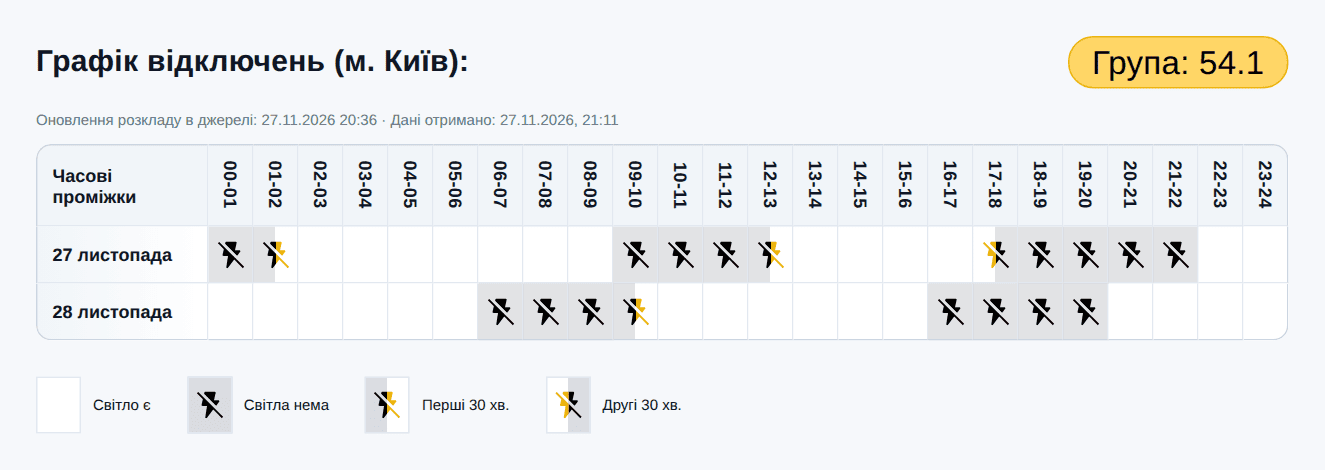 Графік відключень (м. Київ):
Група: 54.1
Оновлення розкладу в джерелі: 27.11.2026 20:36 · Дані отримано: 27.11.2026, 21:11
Часові
проміжки
00-01
01-02
02-03
03-04
04-05
05-06
06-07
07-08
08-09
09-10
10-11
11-12
12-13
13-14
14-15
15-16
16-17
17-18
18-19
19-20
20-21
21-22
22-23
23-24
27 листопада
28 листопада
Світло є
Світла нема
Перші 30 хв.
Другі 30 хв.